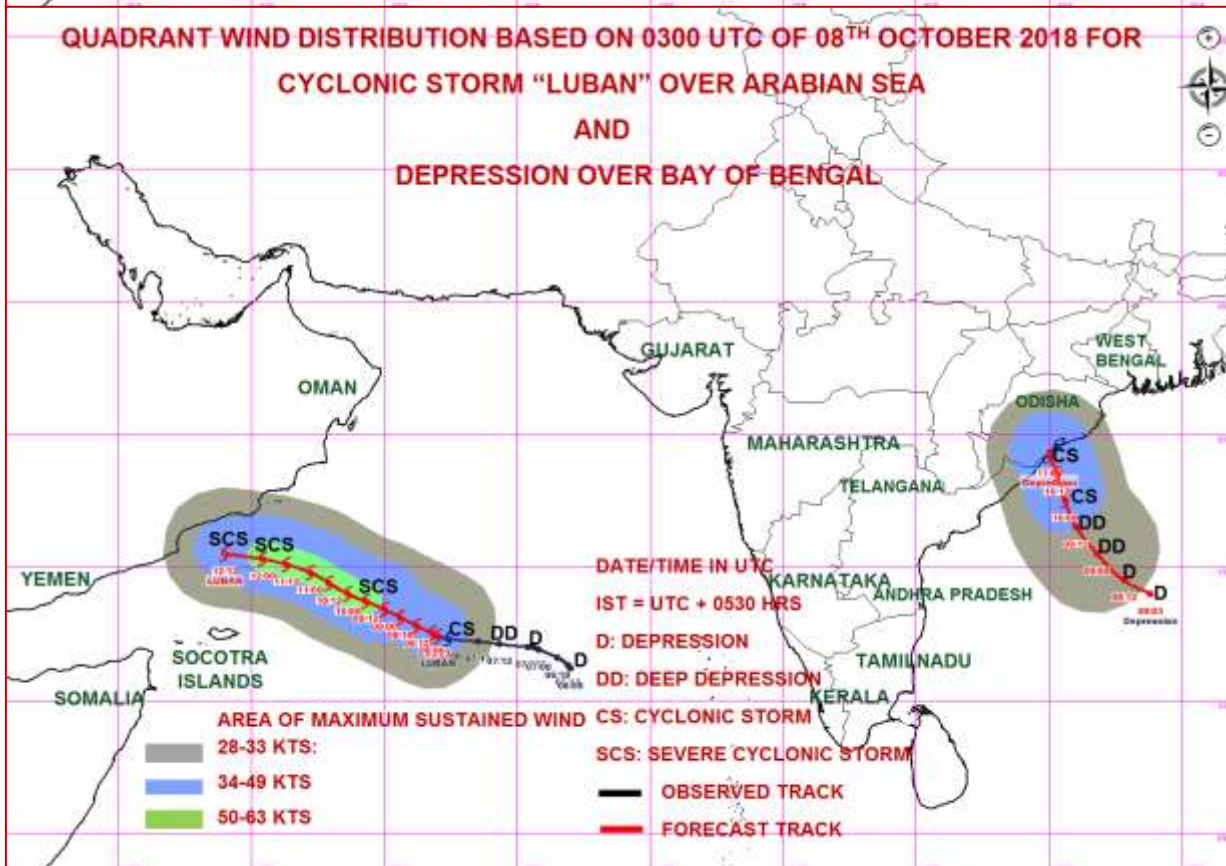 QUADRANT WIND DISTRIBUTION BASED ON 0300 UTC OF 08TH OCTOBER 2018 FOR
CYCLONIC STORM “LUBAN” OVER ARABIAN SEA
AND
DEPRESSION OVER BAY OF BENGAL
GUJARAT
WEST
BENGAL
OMAN
ODISHA
MAHARASHTRA
TELANGANA
CS
Depression
CS
DD
DD
D
D
08/03
Depression
SCS
SCS
SCS
LUBAN
YEMEN
KARNATAKA
ANDHRA PRADESH
CS
DD
D
D
LUBAN
SOCOTRA
ISLANDS
SOMALIA
TAMILNADU
KERALA
DATE/TIME IN UTC
IST = UTC + 0530 HRS
D: DEPRESSION
DD: DEEP DEPRESSION
CS: CYCLONIC STORM
SCS: SEVERE CYCLONIC STORM
OBSERVED TRACK
FORECAST TRACK
AREA OF MAXIMUM SUSTAINED WIND
28-33 KTS:
34-49 KTS
50-63 KTS